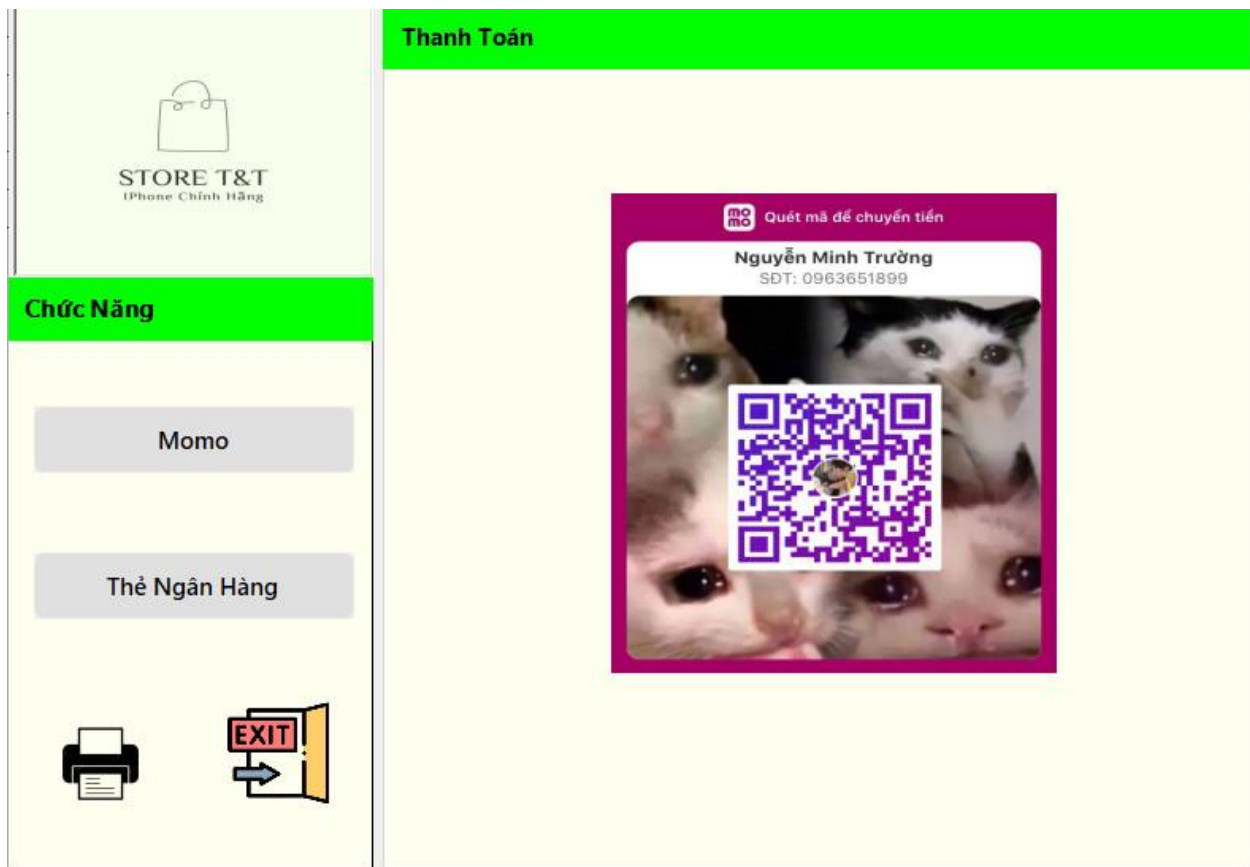 STORE T&T
IPhone Chính Hãng
Chức Năng
Momo
Thẻ Ngân Hàng
EXIT
Thanh Toán
mo
mo
Quét mã để chuyển tiền
Nguyễn Minh Trường
SĐT: 0963651899